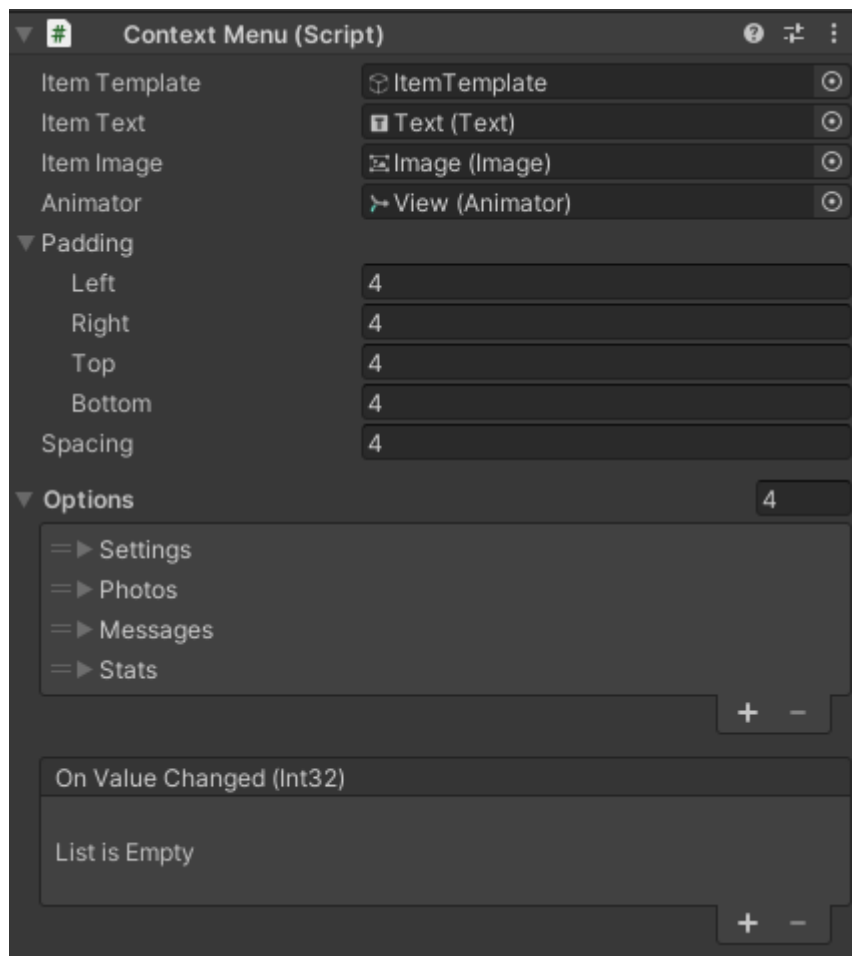 # Context Menu (Script)
Item Template ItemTemplate
Item Text T Text (Text)
Item Image Image (Image)
Animator View (Animator)
Padding
Left 4
Right 4
Top 4
Bottom 4
Spacing 4
Options 4
Settings
Photos
Messages
Stats
+ -
On Value Changed (Int32)
List is Empty
+ -